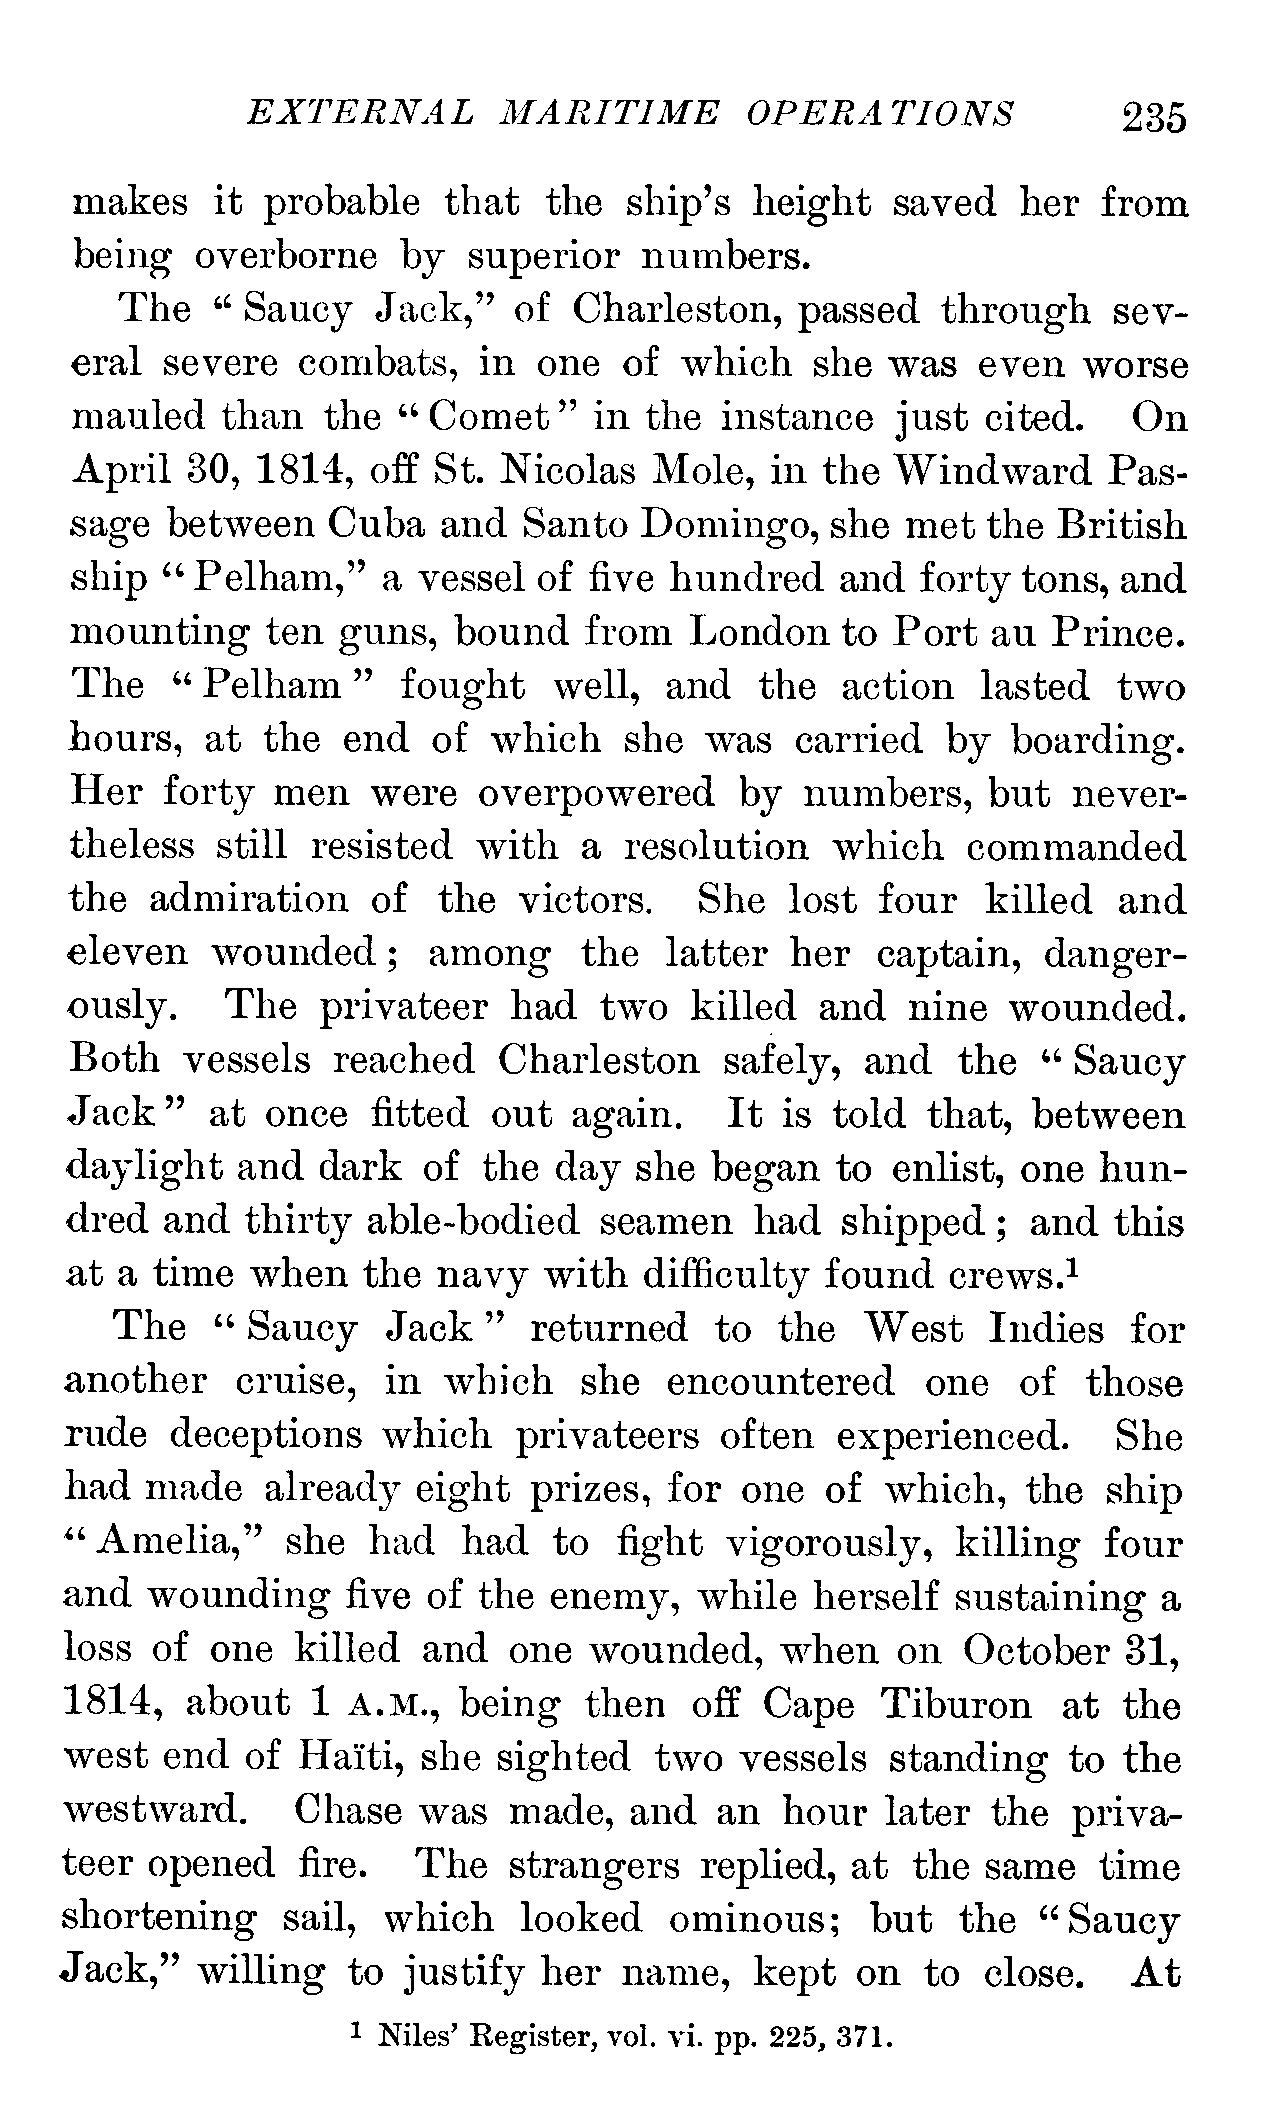 EXTERNAL MARITIME OPERATIONS 235
makes it probable that the ship's height saved her from
being overborne by superior numbers.
The “Saucy Jack,” of Charleston, passed through sev-
eral severe combats, in one of which she was even worse
mauled than the “Comet” in the instance just cited. On
April 30, 1814, off St. Nicolas Mole, in the Windward Pas-
sage between Cuba and Santo Domingo, she met the British
ship “Pelham,” a vessel of five hundred and forty tons, and
mounting ten guns, bound from London to Port au Prince.
The “Pelham” fought well, and the action lasted two
hours, at the end of which she was carried by boarding.
Her forty men were overpowered by numbers, but never-
theless still resisted with a resolution which commanded
the admiration of the victors. She lost four killed and
eleven wounded; among the latter her captain, danger-
ously. The privateer had two killed and nine wounded.
Both vessels reached Charleston safely, and the “Saucy
Jack” at once fitted out again. It is told that, between
daylight and dark of the day she began to enlist, one hun-
dred and thirty able-bodied seamen had shipped; and this
at a time when the navy with difficulty found crews.¹
The “Saucy Jack” returned to the West Indies for
another cruise, in which she encountered one of those
rude deceptions which privateers often experienced. She
had made already eight prizes, for one of which, the ship
“Amelia,” she had had to fight vigorously, killing four
and wounding five of the enemy, while herself sustaining a
loss of one killed and one wounded, when on October 31,
1814, about 1 A.M., being then off Cape Tiburon at the
west end of Haïti, she sighted two vessels standing to the
westward. Chase was made, and an hour later the priva-
teer opened fire. The strangers replied, at the same time
shortening sail, which looked ominous; but the “Saucy
Jack,” willing to justify her name, kept on to close. At
¹ Niles' Register, vol. vi. pp. 225, 371.